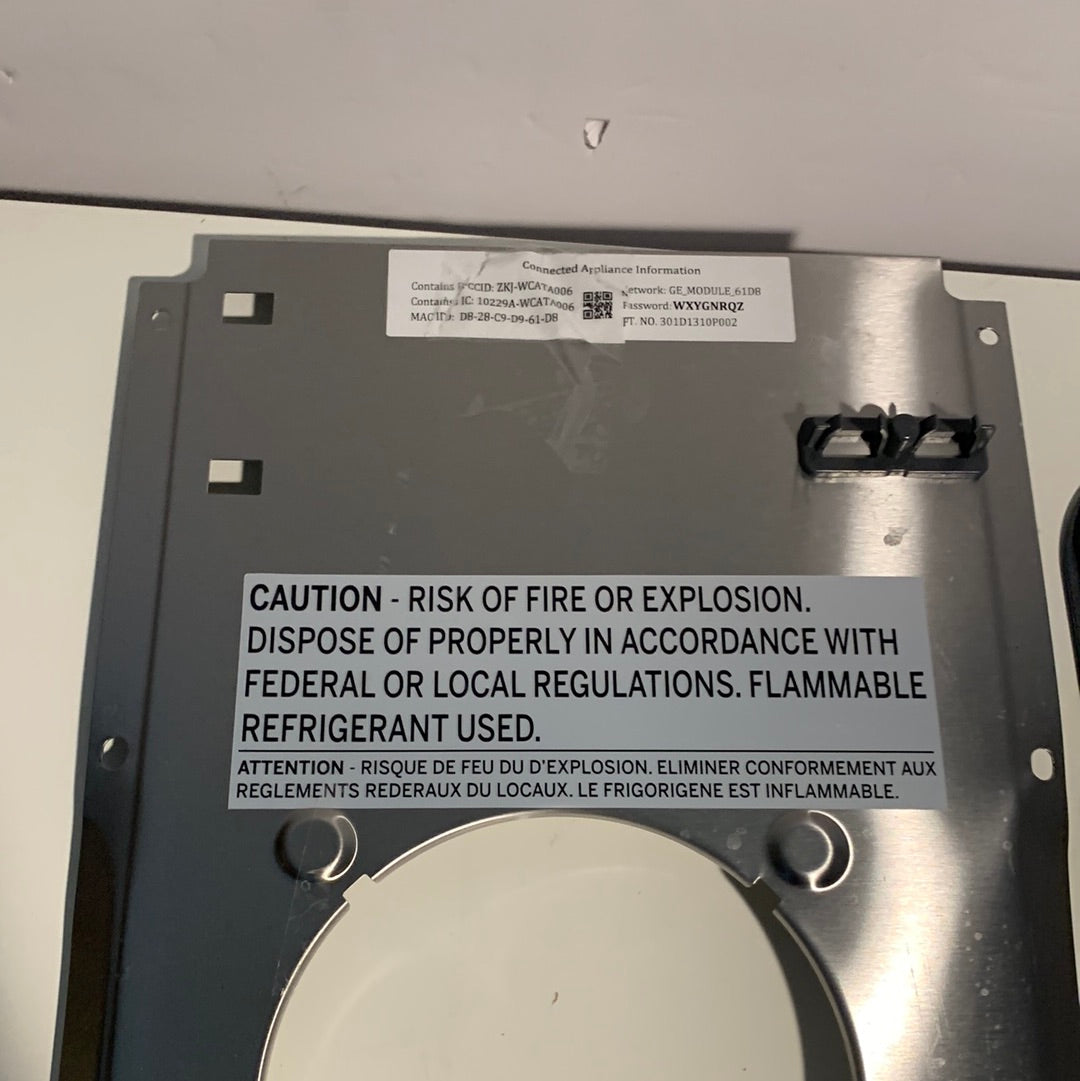 Connected Appliance Information
Contains FCCID: ZKJ-WCATA006
Contains IC: 10229A-WCATA006
MAC ID: D8-28-C9-D9-61-D8
Network: GE_MODULE_61D8
Password: WXYGNRQZ
PT. NO. 301D1310P002
CAUTION - RISK OF FIRE OR EXPLOSION.
DISPOSE OF PROPERLY IN ACCORDANCE WITH
FEDERAL OR LOCAL REGULATIONS. FLAMMABLE
REFRIGERANT USED.
ATTENTION - RISQUE DE FEU DU D'EXPLOSION. ELIMINER CONFORMEMENT AUX
REGLEMENTS REDERAUX DU LOCAUX. LE FRIGORIGENE EST INFLAMMABLE.